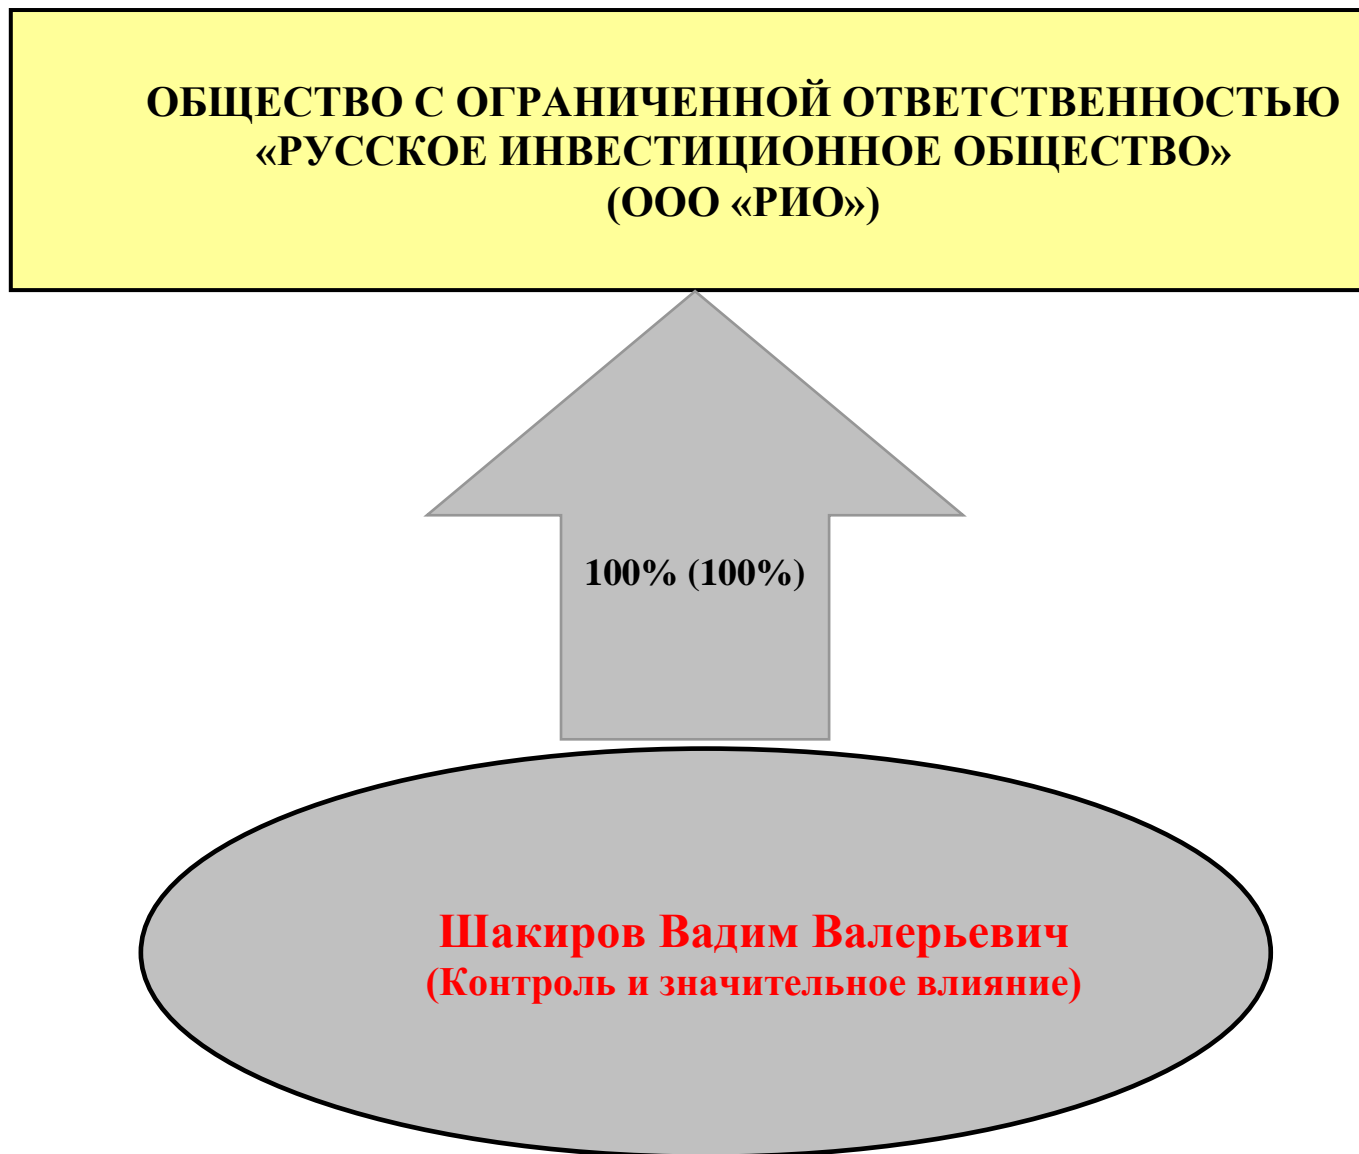 ОБЩЕСТВО С ОГРАНИЧЕННОЙ ОТВЕТСТВЕННОСТЬЮ
«РУССКОЕ ИНВЕСТИЦИОННОЕ ОБЩЕСТВО»
(ООО «РИО»)
100% (100%)
Шакиров Вадим Валерьевич
(Контроль и значительное влияние)